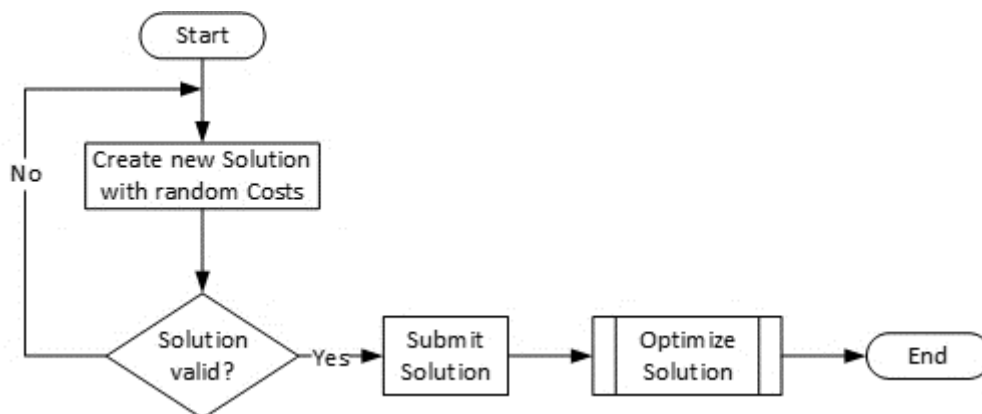 Start
Create new Solution
with random Costs
No
Solution
valid?
Yes
Submit
Solution
Optimize
Solution
End